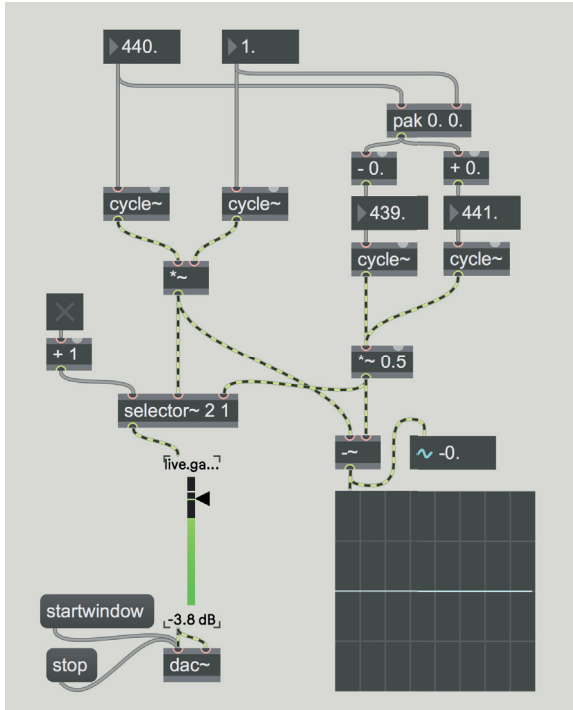 440.
1.
pak 0. 0.
- 0.
+ 0.
cycle~
cycle~
439.
441.
cycle~
cycle~
*~
+ 1
*~ 0.5
selector~ 2 1
-~
-0.
live.ga...
-3.8 dB
startwindow
stop
dac~